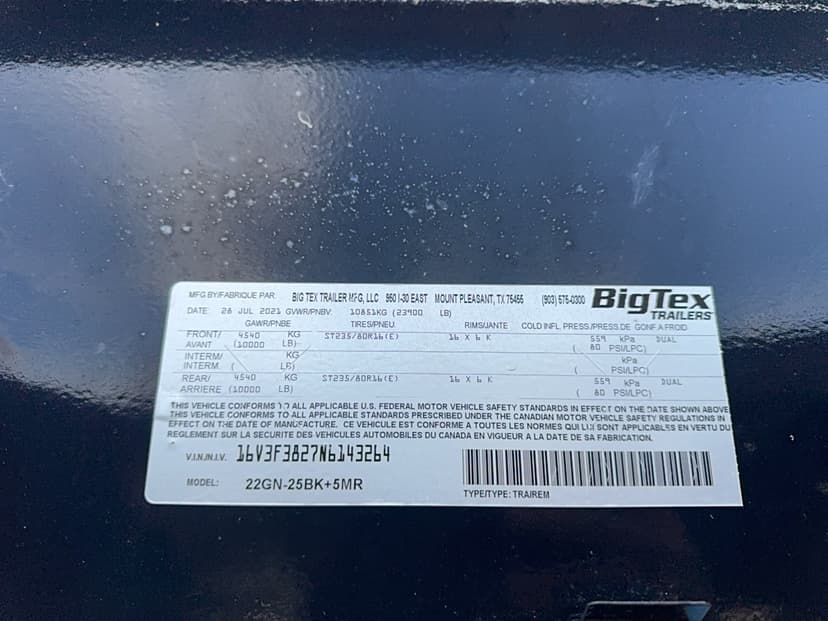 MFG BY/FABRIQUE PAR BIG TEX TRAILER MFG, LLC 950 I-30 EAST MOUNT PLEASANT, TX 75455 (903) 575-0300 BigTex
TRAILERS
DATE: 28 JUL 2021 GVWR/PNBV: 10851KG (23900 LB)
GAWR/PNBE TIRES/PNEU. RIMS/JANTE COLD INFL. PRESS./PRESS.DE GONF.A FROID
FRONT/ 4540 KG ST235/80R16(E) 16 X 6 K 559 kPa DUAL
AVANT (10000 LB) ( 80 PSI/LPC)
INTERM/ KG kPa
INTERM. ( LB) ( PSI/LPC)
REAR/ 4540 KG ST235/80R16(E) 16 X 6 K 559 kPa DUAL
ARRIERE (10000 LB) ( 80 PSI/LPC)
THIS VEHICLE CONFORMS TO ALL APPLICABLE U.S. FEDERAL MOTOR VEHICLE SAFETY STANDARDS IN EFFECT ON THE DATE SHOWN ABOVE
THIS VEHICLE CONFORMS TO ALL APPLICABLE STANDARDS PRESCRIBED UNDER THE CANADIAN MOTOR VEHICLE SAFETY REGULATIONS IN
EFFECT ON THE DATE OF MANUFACTURE. CE VEHICULE EST CONFORME A TOUTES LES NORMES QUI LUI SONT APPLICABLES EN VERTU DU
REGLEMENT SUR LA SECURITE DES VEHICULES AUTOMOBILES DU CANADA EN VIGUEUR A LA DATE DE SA FABRICATION.
V.I.N./N.I.V. 16V3F3827N6143264
MODEL: 22GN-25BK+5MR
TYPE/TYPE: TRA/REM